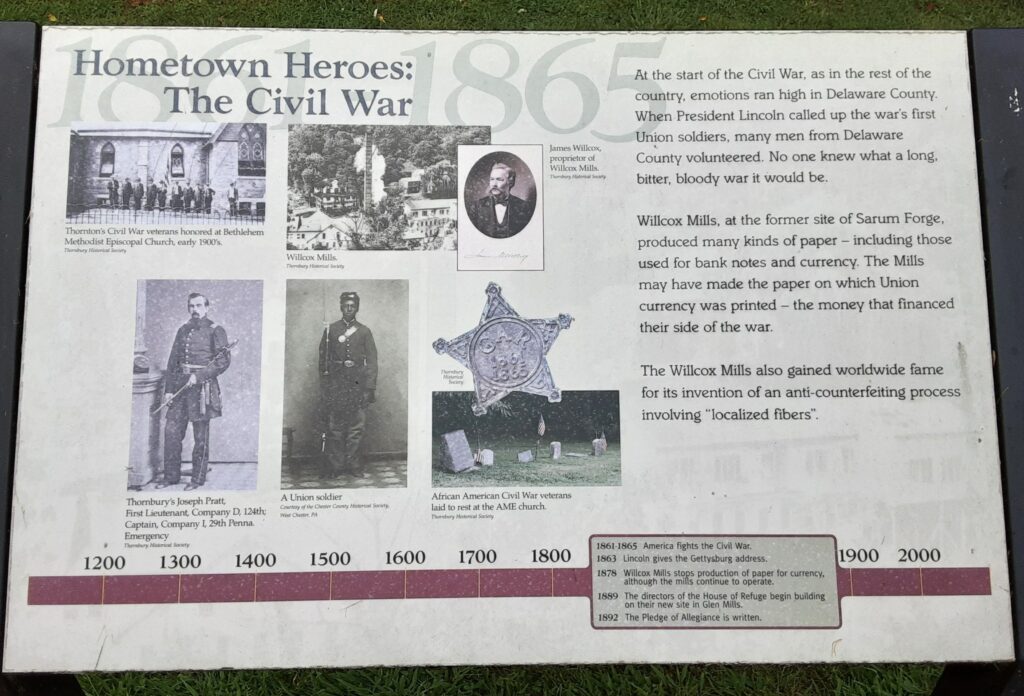 1861 1865
Hometown Heroes:
The Civil War
Thornton's Civil War veterans honored at Bethlehem
Methodist Episcopal Church, early 1900's.
Thornbury Historical Society
Willcox Mills.
Thornbury Historical Society
James Willcox,
proprietor of
Willcox Mills.
Thornbury Historical Society
Thornbury's Joseph Pratt,
First Lieutenant, Company D, 124th;
Captain, Company I, 29th Penna.
Emergency
Thornbury Historical Society
A Union soldier
Courtesy of the Chester County Historical Society,
West Chester, PA
Thornbury
Historical
Society
1861
1865
African American Civil War veterans
laid to rest at the AME church.
Thornbury Historical Society
At the start of the Civil War, as in the rest of the
country, emotions ran high in Delaware County.
When President Lincoln called up the war's first
Union soldiers, many men from Delaware
County volunteered. No one knew what a long,
bitter, bloody war it would be.
Willcox Mills, at the former site of Sarum Forge,
produced many kinds of paper – including those
used for bank notes and currency. The Mills
may have made the paper on which Union
currency was printed – the money that financed
their side of the war.
The Willcox Mills also gained worldwide fame
for its invention of an anti-counterfeiting process
involving "localized fibers".
1200 1300 1400 1500 1600 1700 1800 1900 2000
1861-1865 America fights the Civil War.
1863 Lincoln gives the Gettysburg address.
1878 Willcox Mills stops production of paper for currency,
although the mills continue to operate.
1889 The directors of the House of Refuge begin building
on their new site in Glen Mills.
1892 The Pledge of Allegiance is written.